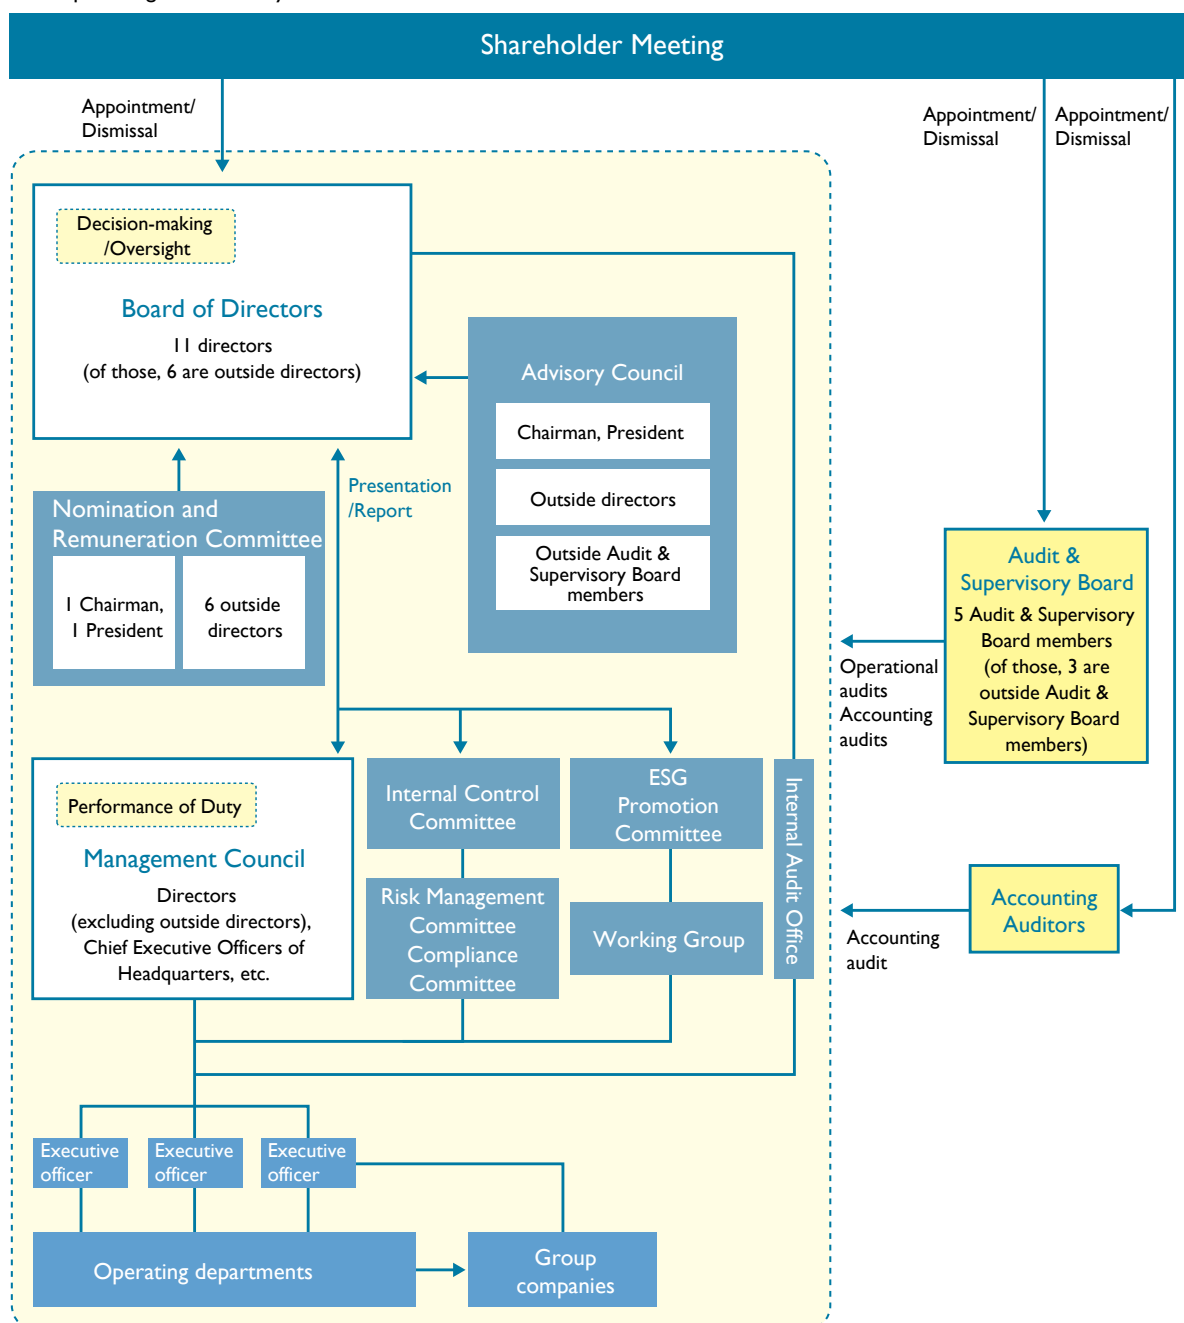 Shareholder Meeting
Appointment/
Dismissal
Appointment/
Dismissal
Appointment/
Dismissal
Decision-making
/Oversight
Board of Directors
11 directors
(of those, 6 are outside directors)
Advisory Council
Chairman, President
Outside directors
Outside Audit &
Supervisory Board
members
Presentation
/Report
Nomination and
Remuneration Committee
1 Chairman,
1 President
6 outside
directors
Audit &
Supervisory Board
5 Audit & Supervisory
Board members
(of those, 3 are
outside Audit &
Supervisory Board
members)
Operational
audits
Accounting
audits
Performance of Duty
Management Council
Directors
(excluding outside directors),
Chief Executive Officers of
Headquarters, etc.
Internal Control
Committee
ESG
Promotion
Committee
Risk Management
Committee
Compliance
Committee
Working Group
Internal Audit Office
Accounting
Auditors
Accounting
audit
Executive
officer
Executive
officer
Executive
officer
Operating departments
Group
companies